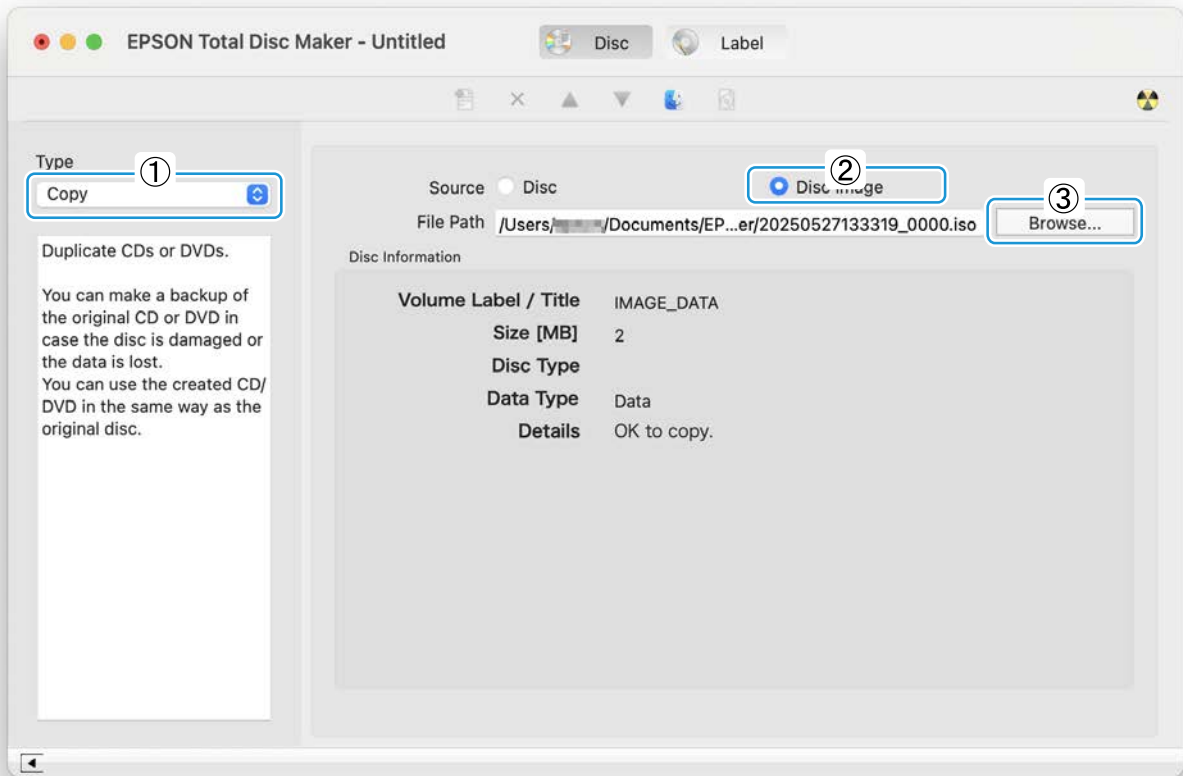 EPSON Total Disc Maker - Untitled
Disc
Label
Type
①
Copy
Duplicate CDs or DVDs.
You can make a backup of
the original CD or DVD in
case the disc is damaged or
the data is lost.
You can use the created CD/
DVD in the same way as the
original disc.
Source Disc ② Disc Image
File Path /Users/ /Documents/EP...er/20250527133319_0000.iso ③ Browse...
Disc Information
Volume Label / Title IMAGE_DATA
Size [MB] 2
Disc Type
Data Type Data
Details OK to copy.